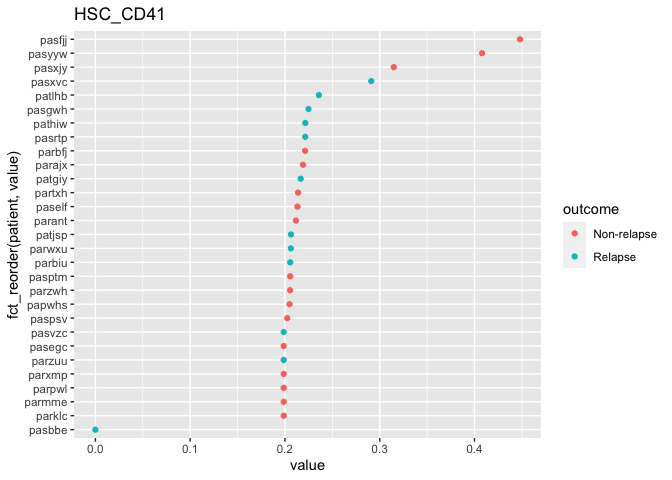 HSC_CD41
fct_reorder(patient, value)
pasfjj
pasyyw
pasxjy
pasxvc
patlhb
pasgwh
pathiw
pasrtp
parbfj
parajx
patgiy
partxh
paself
parant
patjsp
parwxu
parbiu
pasptm
parzwh
papwhs
paspsv
pasvzc
pasegc
parzuu
parxmp
parpwl
parmme
parklc
pasbbe
0.0 0.1 0.2 0.3 0.4
value
outcome
Non-relapse
Relapse